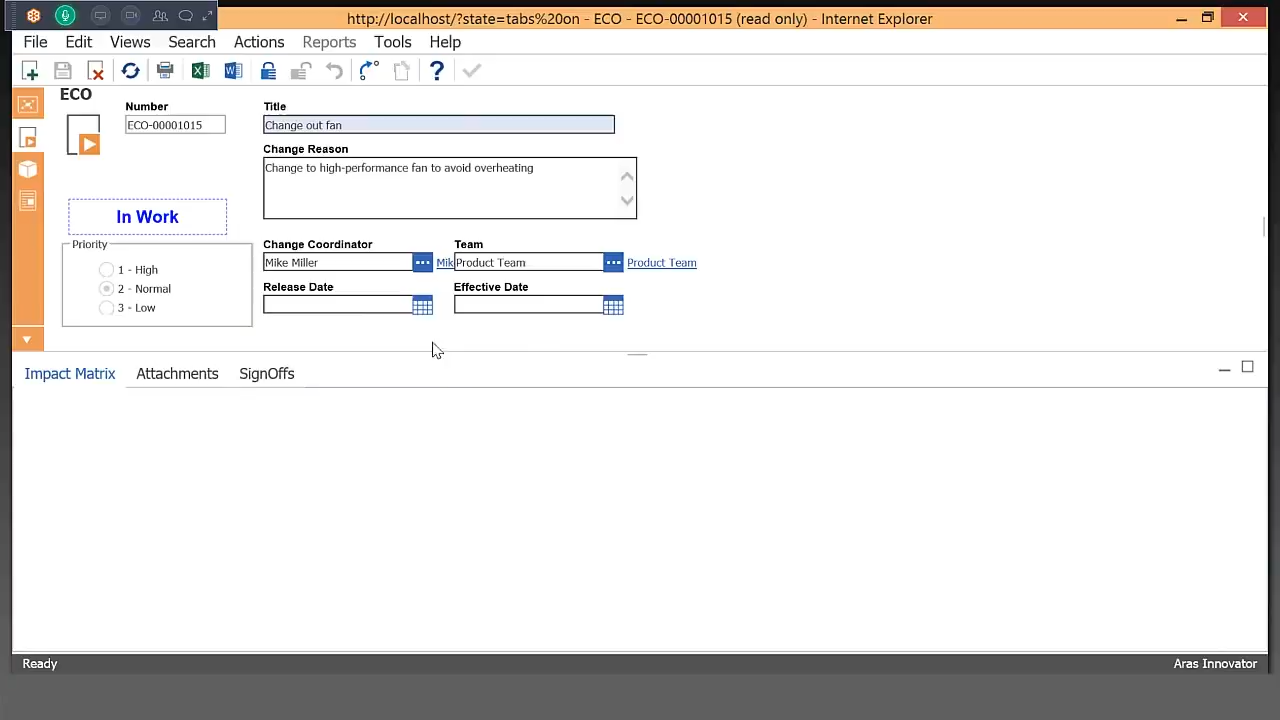 http://localhost/?state=tabs%20on - ECO - ECO-00001015 (read only) - Internet Explorer
File Edit Views Search Actions Reports Tools Help
ECO
Number Title
ECO-00001015 Change out fan
Change Reason
Change to high-performance fan to avoid overheating
In Work
Priority
1 - High
2 - Normal
3 - Low
Change Coordinator Team
Mike Miller Mik Product Team Product Team
Release Date Effective Date
Impact Matrix Attachments SignOffs
Ready Aras Innovator